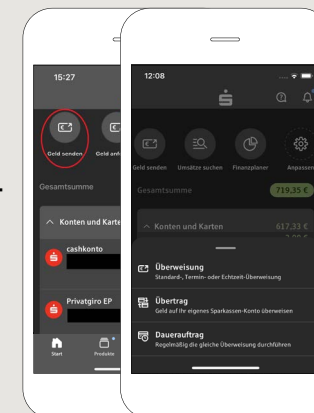 15:27
Geld senden
Gesamtsumme
Konten und Karte
cashkonto
Privatgiro EP
Start
Produkte
12:08
Geld senden
Umsätze suchen
Finanzplaner
Anpassen
Gesamtsumme
719,35 €
Konten und Karten
617,33 €
Überweisung
Standard-, Termin- oder Echtzeit-Überweisung
Übertrag
Geld auf Ihr eigenes Sparkassen-Konto überweisen
Dauerauftrag
Regelmäßig die gleiche Überweisung durchführen